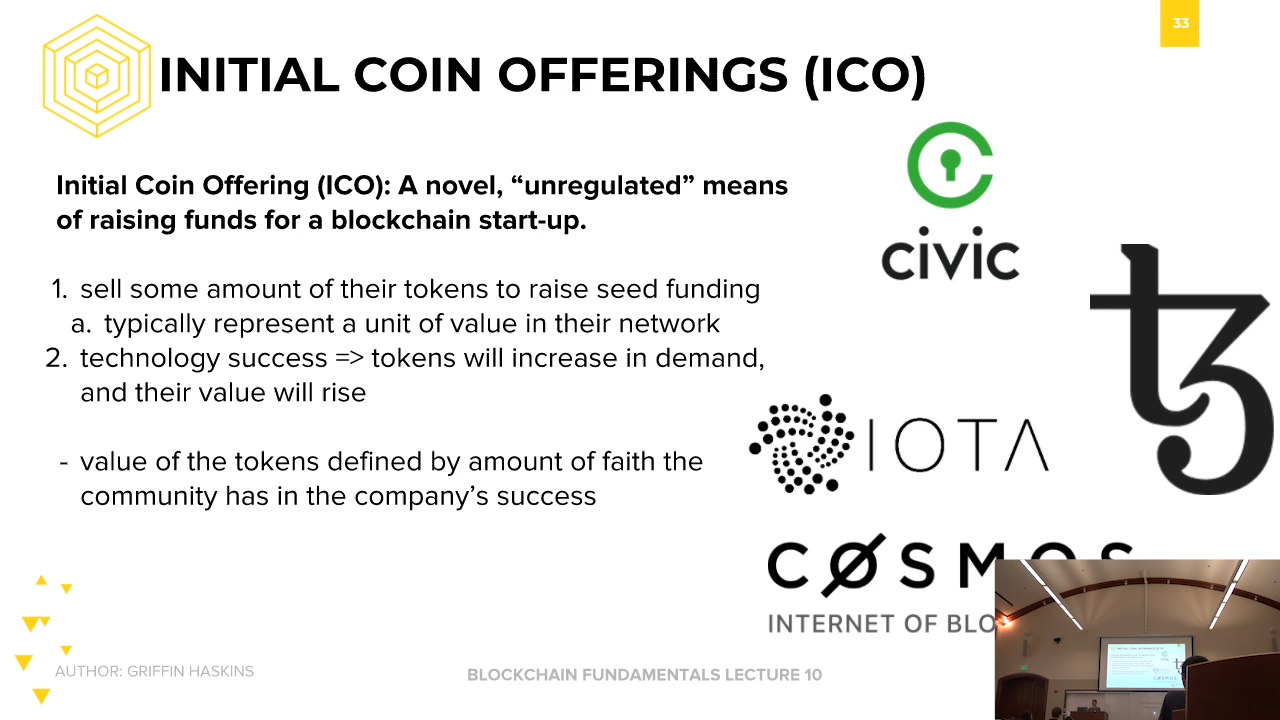 33
INITIAL COIN OFFERINGS (ICO)
Initial Coin Offering (ICO): A novel, “unregulated” means
of raising funds for a blockchain start-up.
1. sell some amount of their tokens to raise seed funding
a. typically represent a unit of value in their network
2. technology success => tokens will increase in demand,
and their value will rise
- value of the tokens defined by amount of faith the
community has in the company’s success
civic
IOTA
CØSMOS
INTERNET OF BLO
AUTHOR: GRIFFIN HASKINS
BLOCKCHAIN FUNDAMENTALS LECTURE 10